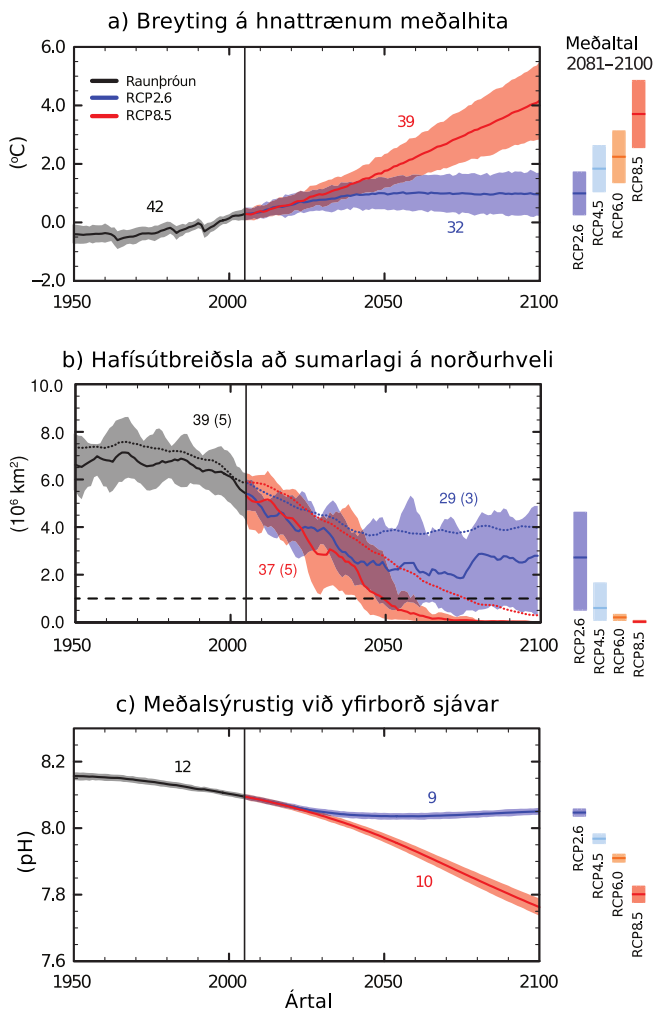 a) Breyting á hnattrænum meðalhita
6.0
4.0
2.0
0.0
−2.0
(°C)
Raunþróun
RCP2.6
RCP8.5
42
39
32
1950
2000
2050
2100
Meðaltal
2081−2100
RCP2.6
RCP4.5
RCP6.0
RCP8.5
b) Hafísútbreiðsla að sumarlagi á norðurhveli
10.0
8.0
6.0
4.0
2.0
0.0
(10⁶ km²)
39 (5)
29 (3)
37 (5)
1950
2000
2050
2100
RCP2.6
RCP4.5
RCP6.0
RCP8.5
c) Meðalsýrustig við yfirborð sjávar
8.2
8.0
7.8
7.6
(pH)
12
9
10
1950
2000
2050
2100
Ártal
RCP2.6
RCP4.5
RCP6.0
RCP8.5